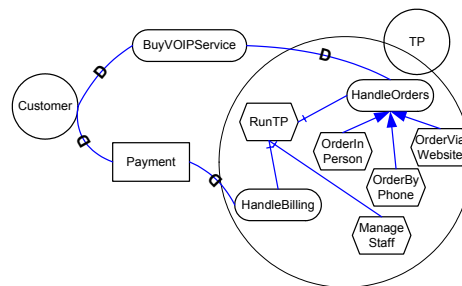 BuyVOIPService
TP
D
D
Customer
HandleOrders
RunTP
OrderIn
Person
OrderVia
Website
D
Payment
OrderBy
Phone
D
HandleBilling
Manage
Staff